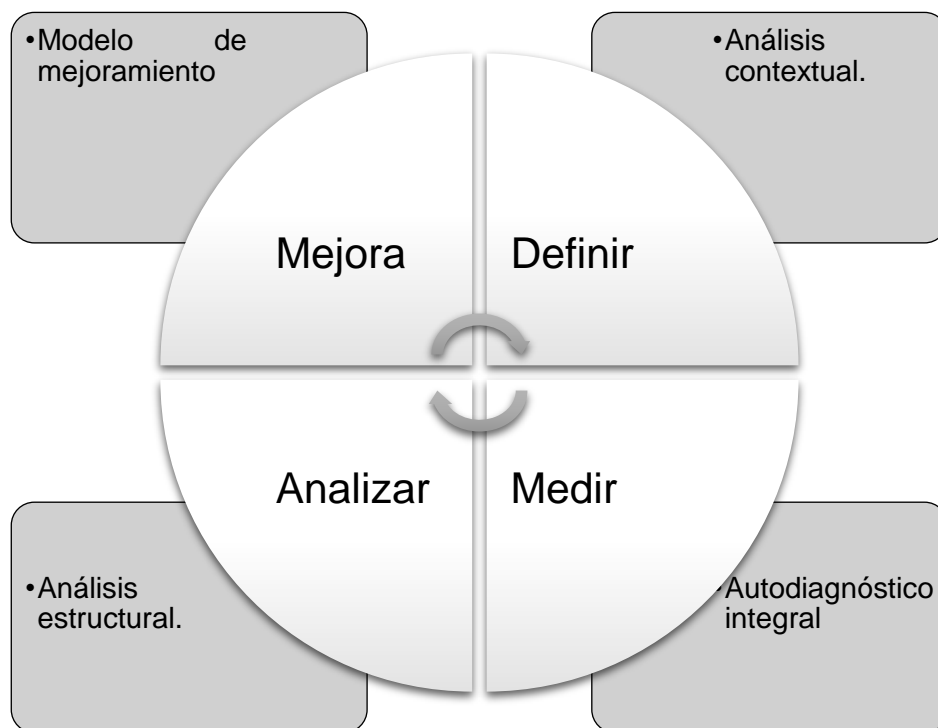 •Modelo de
mejoramiento
•Análisis
contextual.
Mejora
Definir
Analizar
Medir
•Análisis
estructural.
•Autodiagnóstico
integral